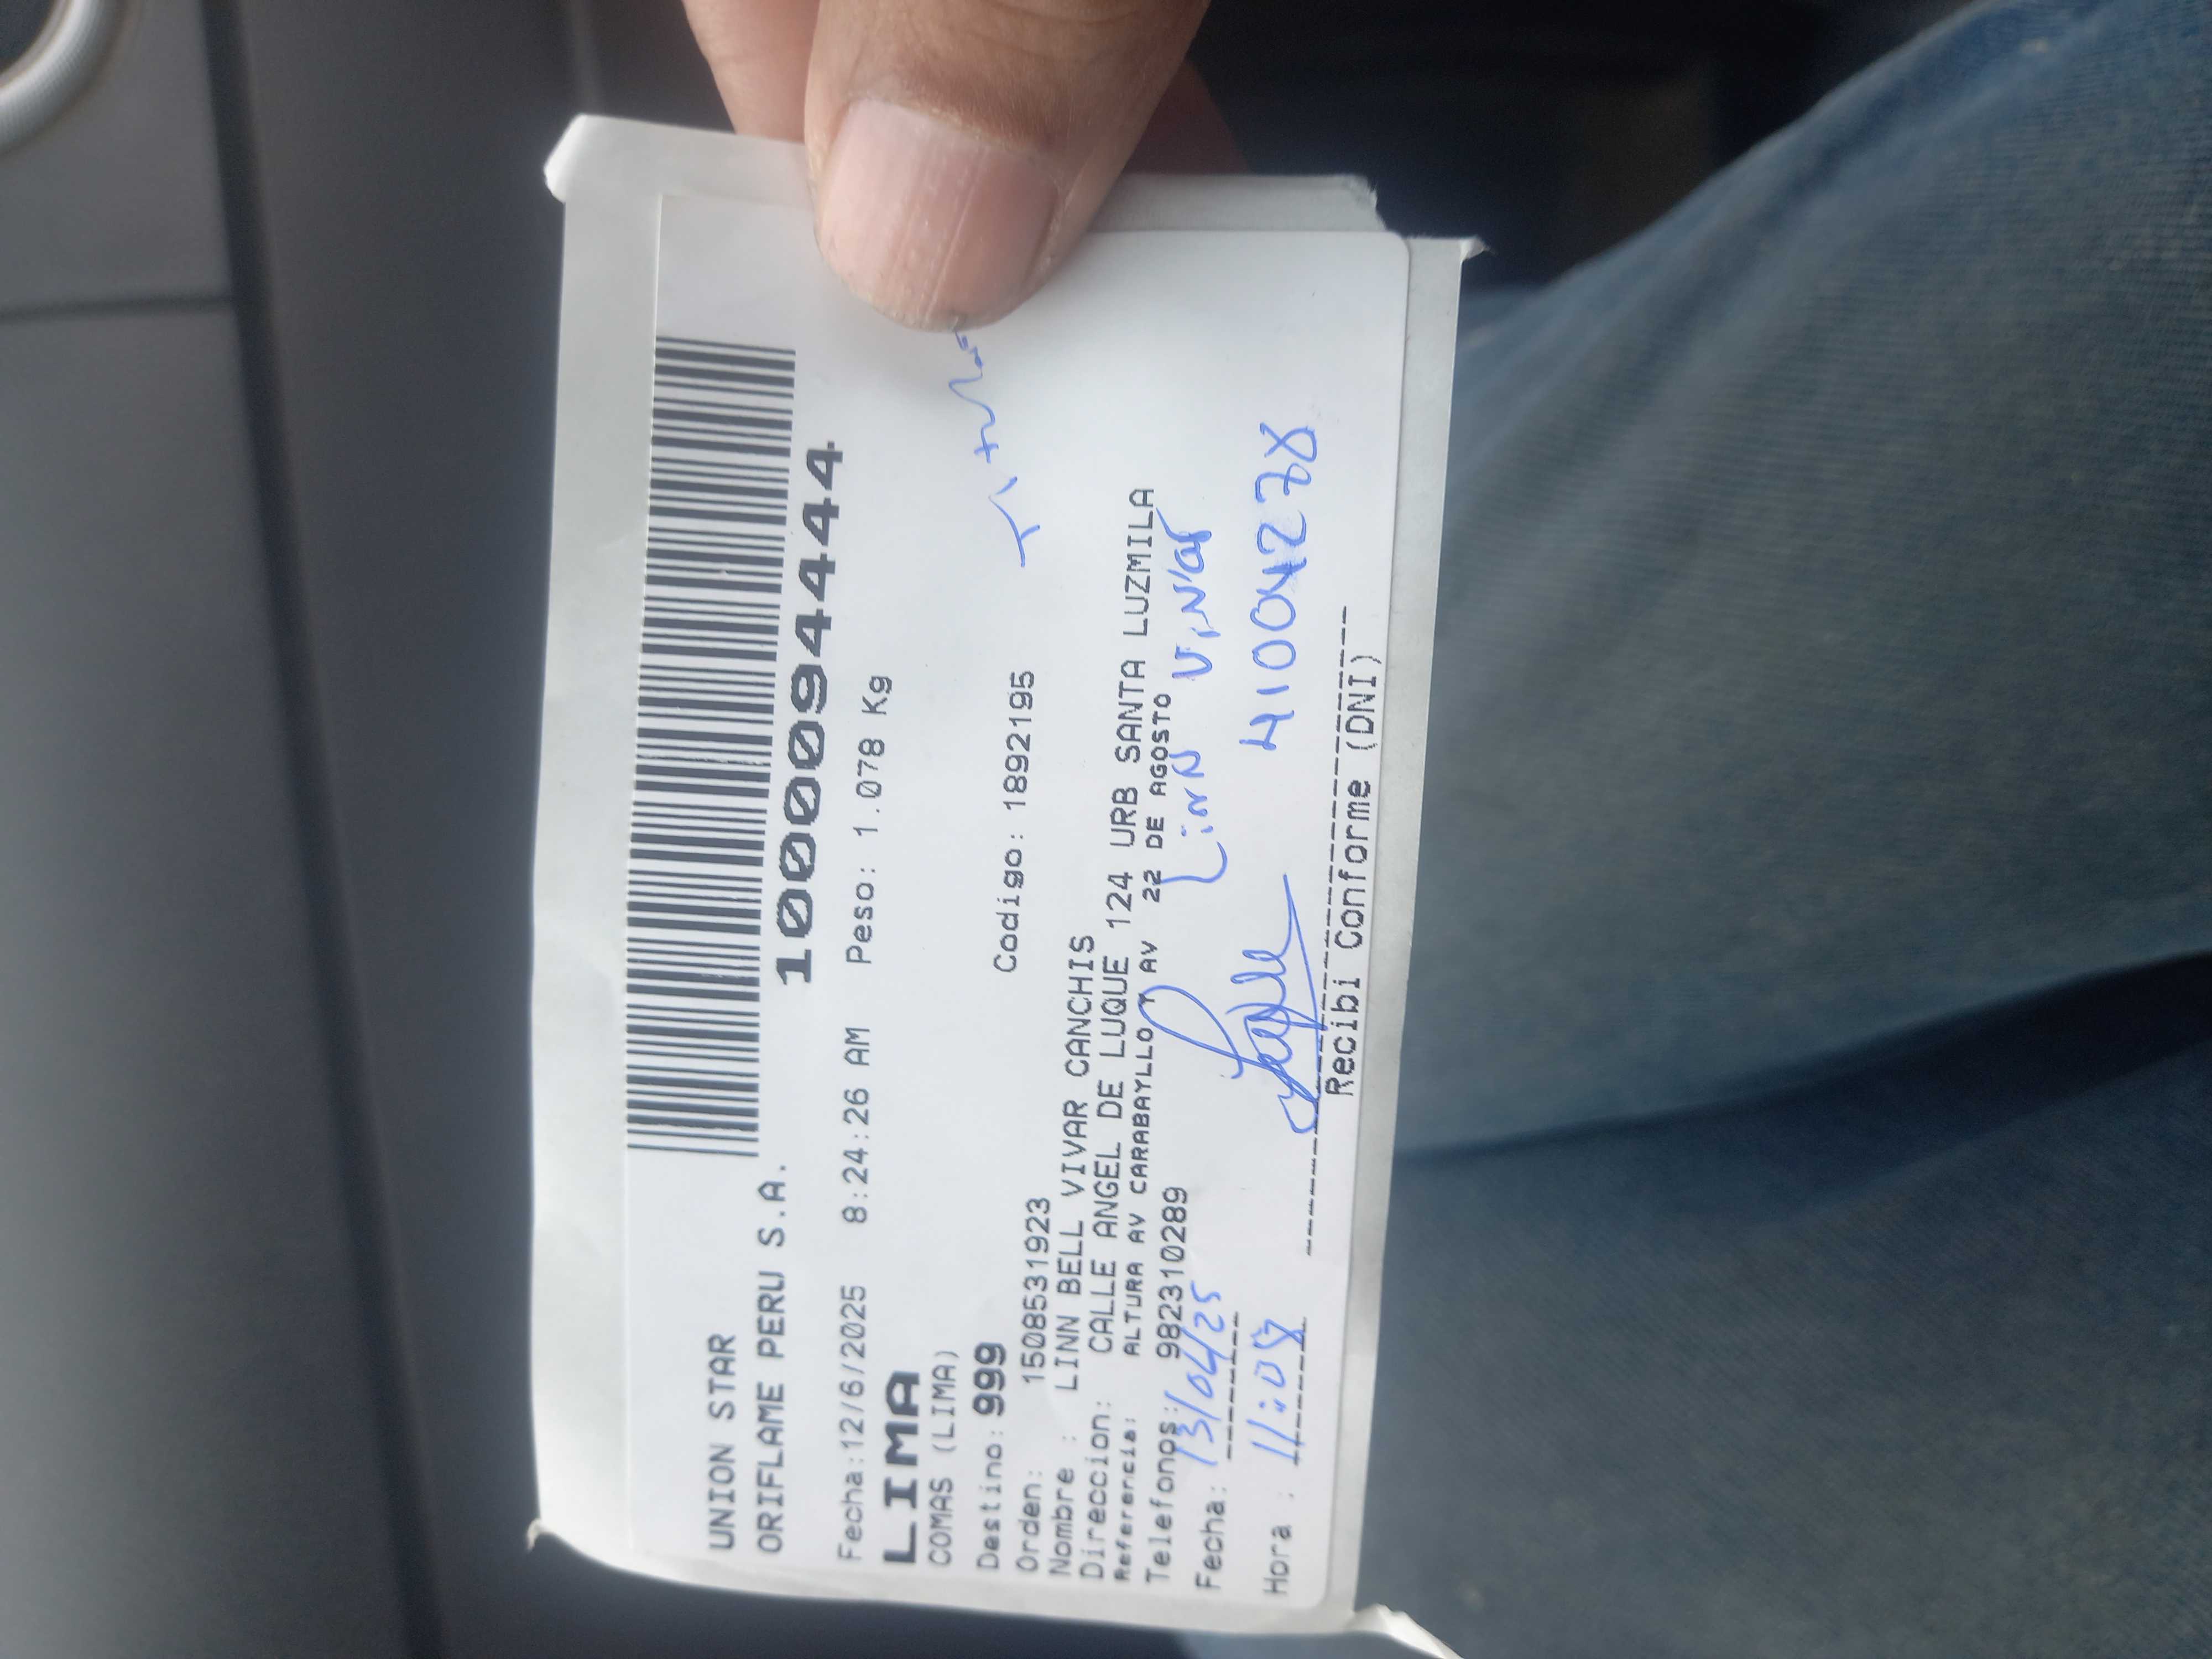 UNION STAR
ORIFLAME PERU S.A.
1000094444
Fecha:12/6/2025 8:24:26 AM Peso: 1.078 Kg
LIMA
COMAS (LIMA)
Destino: 999
Orden: 1508531923 Codigo: 1892195
Nombre : LINN BELL VIVAR CANCHIS
Direccion: CALLE ANGEL DE LUQUE 124 URB SANTA LUZMILA
Referencia: ALTURA AV CARABAYLLO Y AV 22 DE AGOSTO
Telefonos: 982310289
Linn Vivar
Fecha: 13/04/25
41004278
Hora : 11:08
Recibi Conforme (DNI)